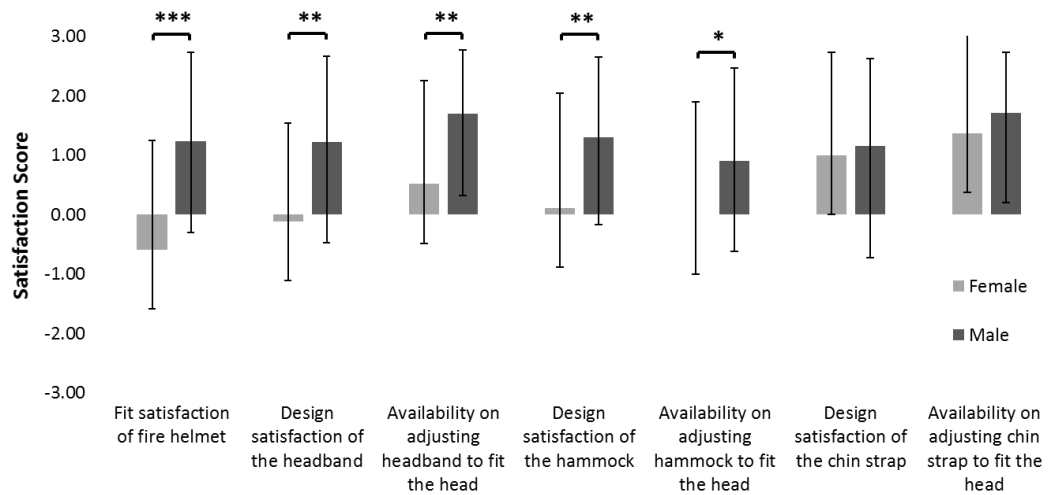 *** ** ** ** *
3.00
2.00
1.00
0.00
-1.00
-2.00
-3.00
Satisfaction Score
Female
Male
Fit satisfaction
of fire helmet
Design
satisfaction of
the headband
Availability on
adjusting
headband to fit
the head
Design
satisfaction of
the hammock
Availability on
adjusting
hammock to fit
the head
Design
satisfaction of
the chin strap
Availability on
adjusting chin
strap to fit the
head